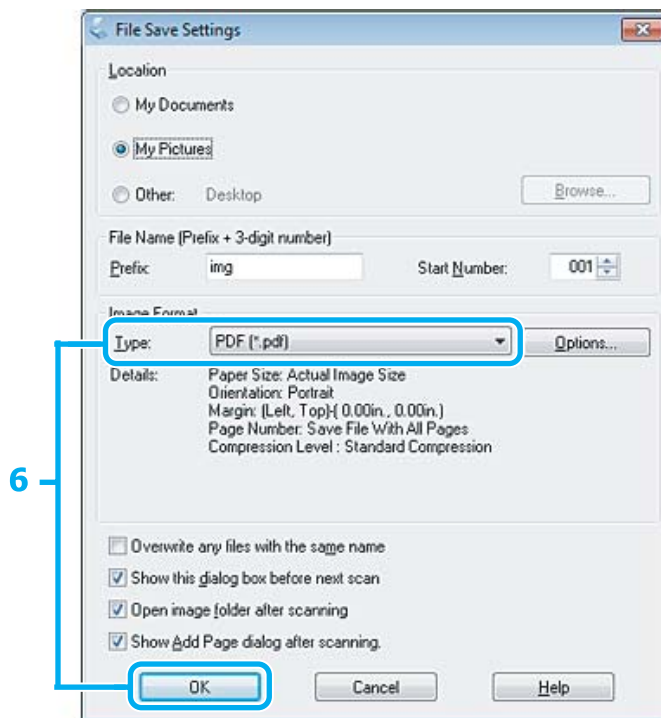 File Save Settings
Location
My Documents
My Pictures
Other: Desktop Browse...
File Name (Prefix + 3-digit number)
Prefix img Start Number: 001
Image Format
Type: PDF (*.pdf) Options...
Details: Paper Size: Actual Image Size
Orientation: Portrait
Margin: (Left, Top)-( 0.00in., 0.00in.)
Page Number: Save File With All Pages
Compression Level : Standard Compression
6
Overwrite any files with the same name
Show this dialog box before next scan
Open image folder after scanning
Show Add Page dialog after scanning.
OK Cancel Help